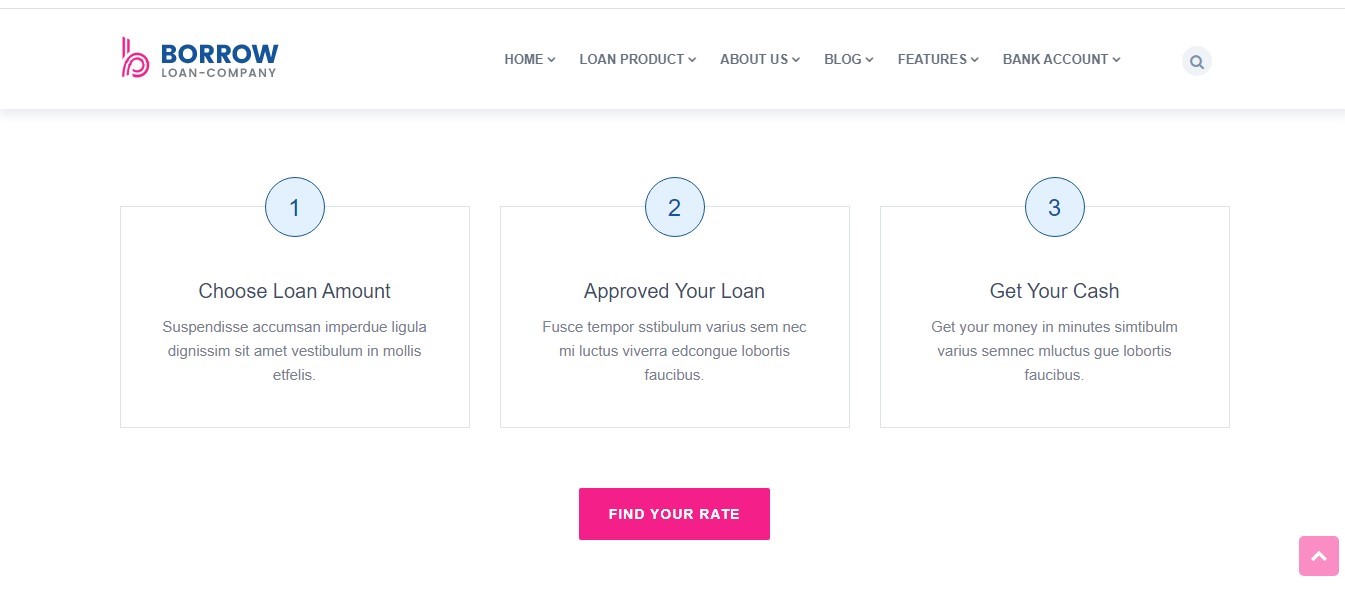 BORROW
LOAN-COMPANY
HOME
LOAN PRODUCT
ABOUT US
BLOG
FEATURES
BANK ACCOUNT
1
Choose Loan Amount
Suspendisse accumsan imperdue ligula
dignissim sit amet vestibulum in mollis
etfelis.
2
Approved Your Loan
Fusce tempor sstibulum varius sem nec
mi luctus viverra edcongue lobortis
faucibus.
3
Get Your Cash
Get your money in minutes simtibulm
varius semnec mluctus gue lobortis
faucibus.
FIND YOUR RATE